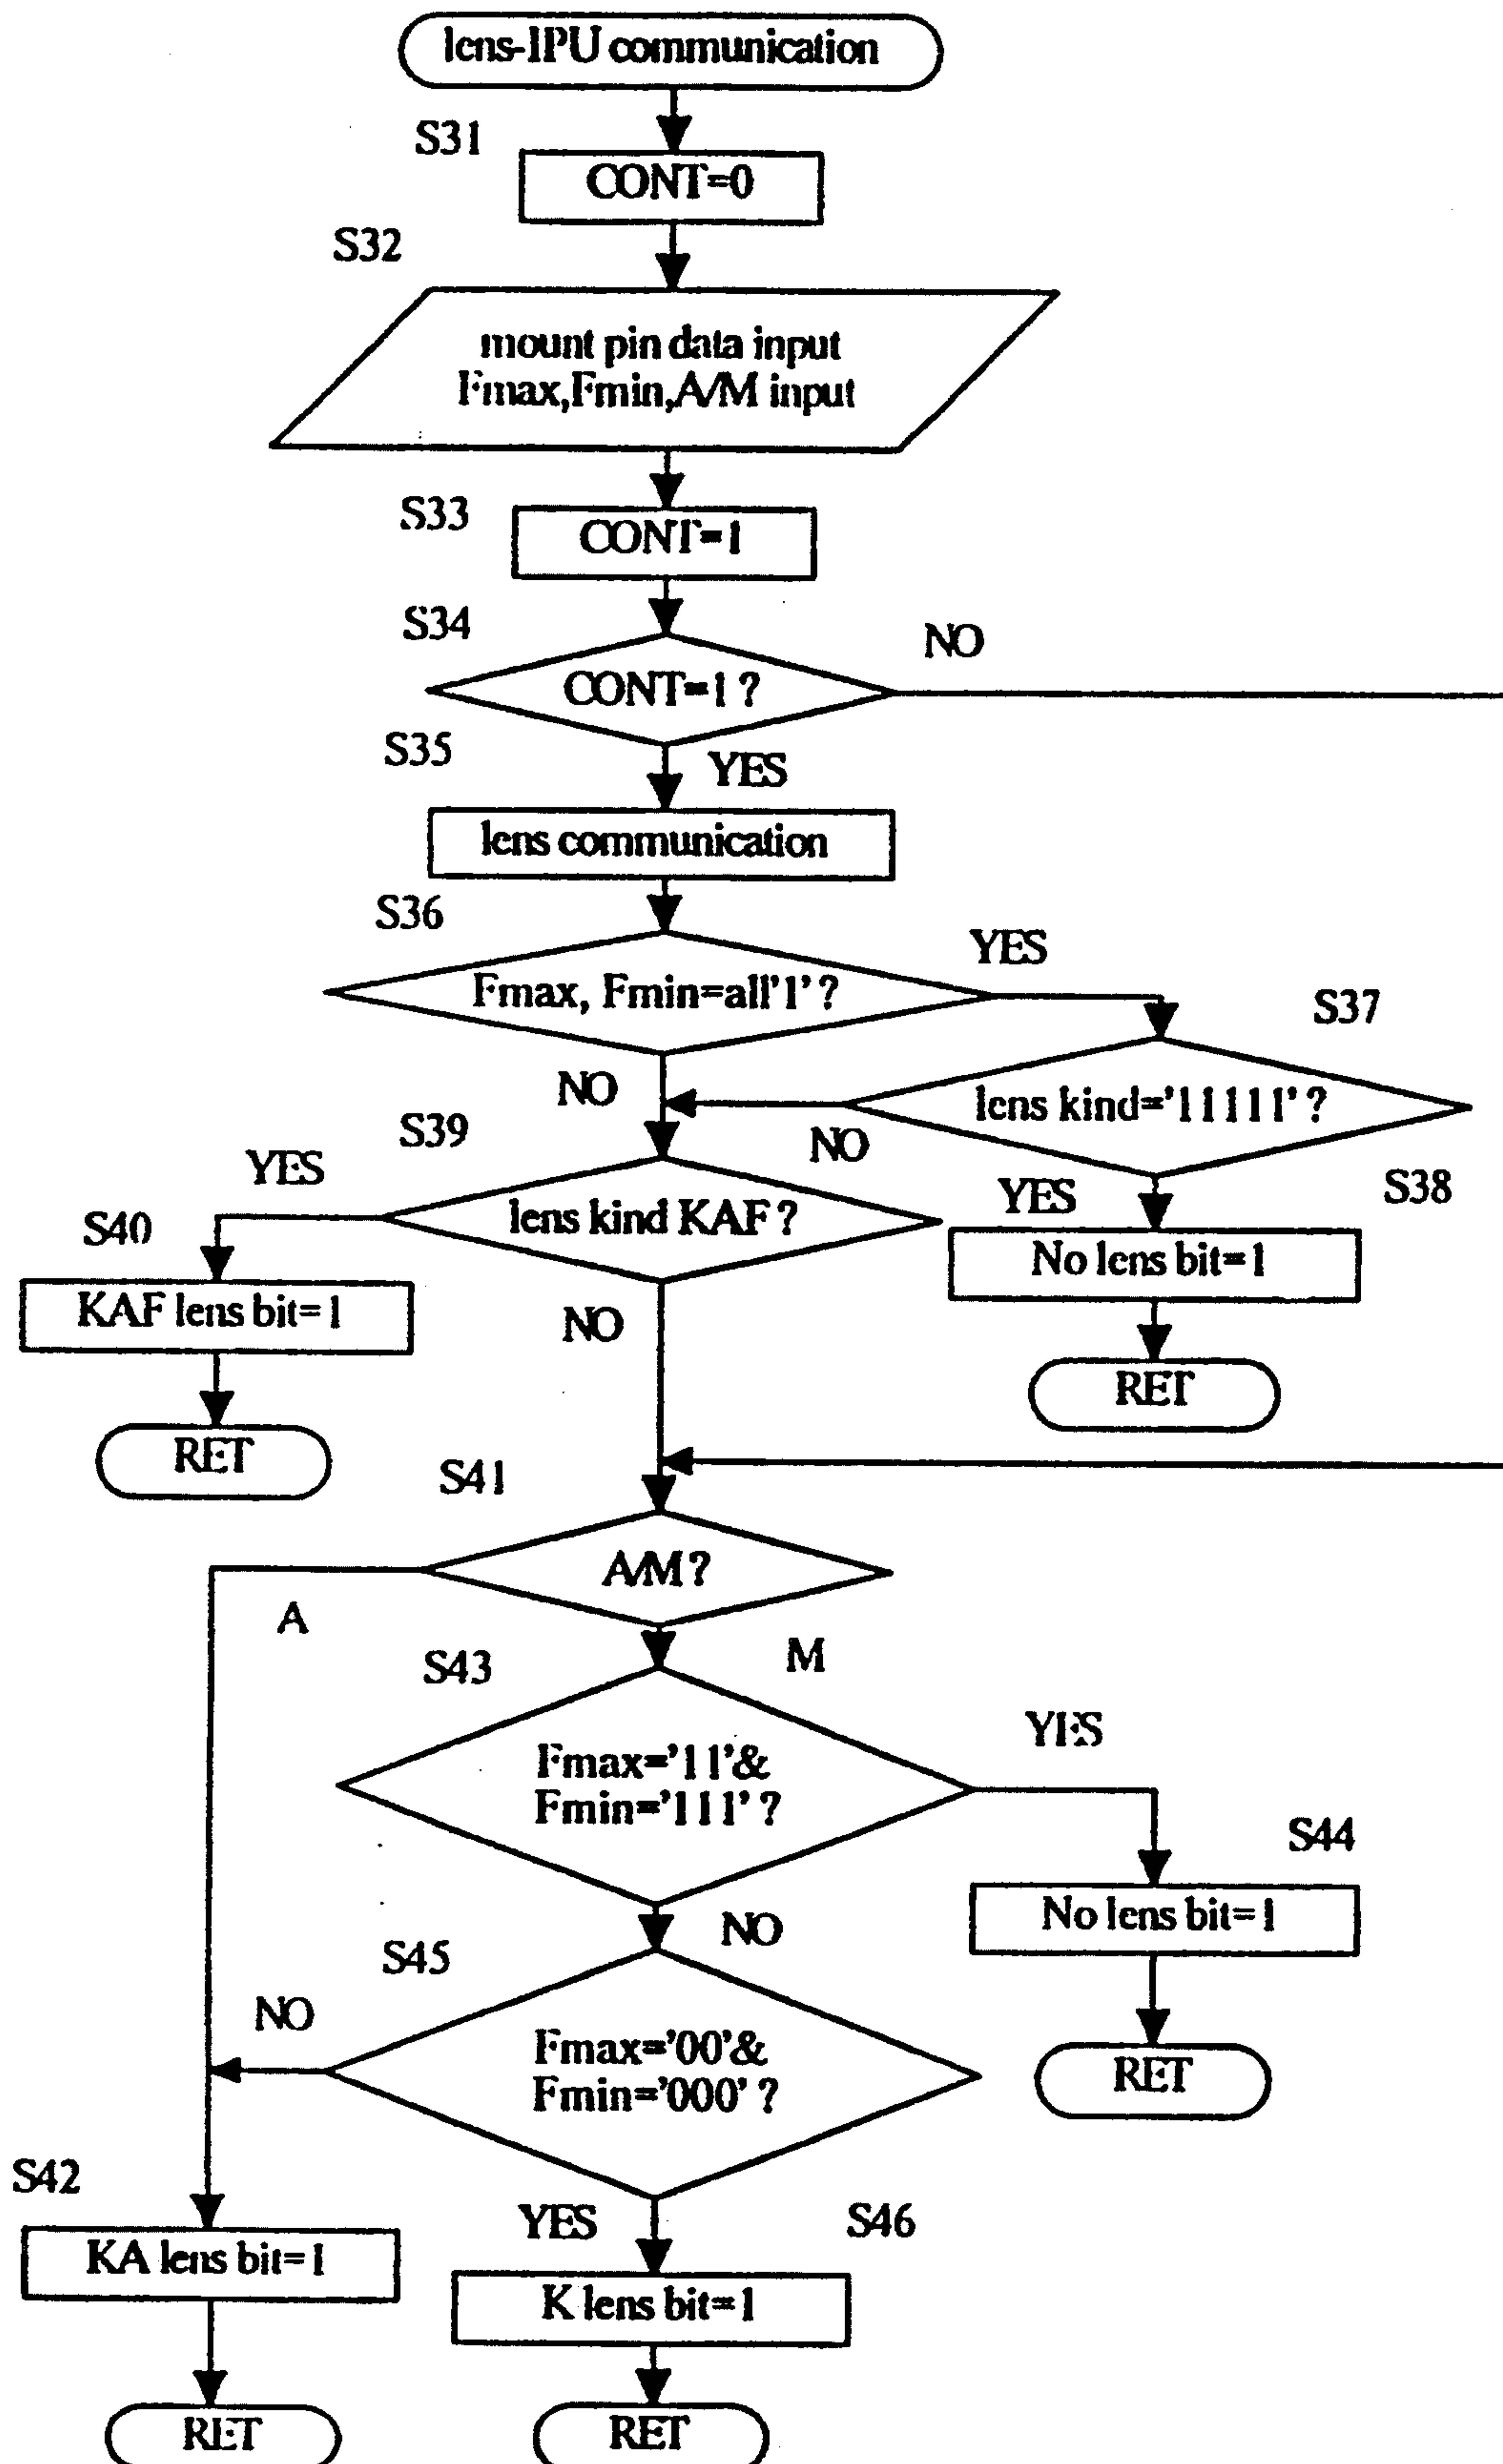 lens-IPU communication
S31
CONT=0
S32
mount pin data input
Fmax,Fmin,A/M input
S33
CONT=1
S34
NO
CONT=1 ?
S35
YES
lens communication
S36
YES
Fmax, Fmin=all'1' ?
S37
NO
lens kind='11111' ?
S39
NO
YES
YES
S38
lens kind KAF ?
S40
No lens bit=1
KAF lens bit=1
NO
RET
RET
S41
A/M ?
A
M
S43
YES
Fmax='11'&
Fmin='111' ?
S44
No lens bit=1
NO
S45
NO
Fmax='00'&
Fmin='000' ?
RET
S42
YES
S46
KA lens bit=1
K lens bit=1
RET
RET